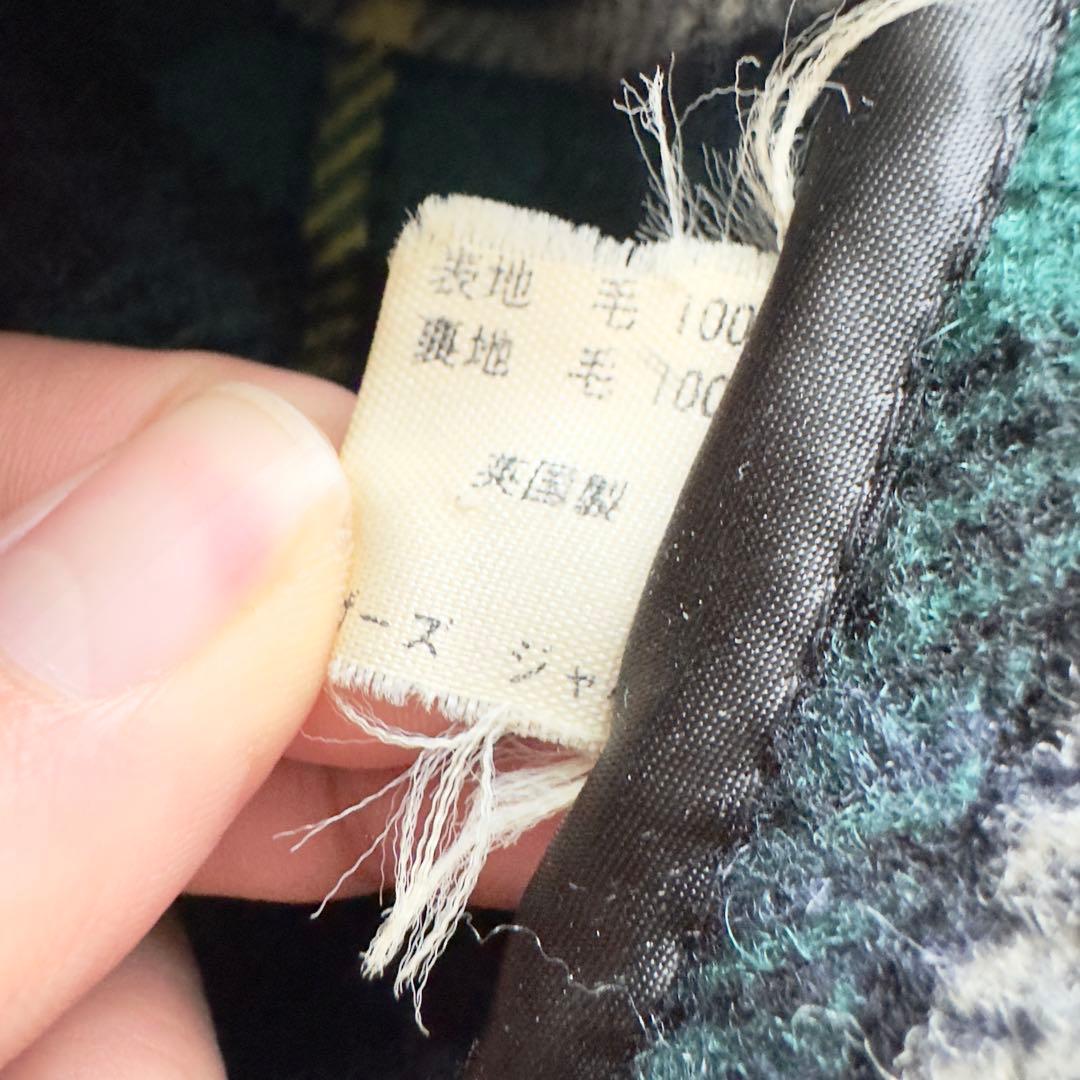 表地 毛 100
裏地 毛 100
英国製
ーズ ジャ